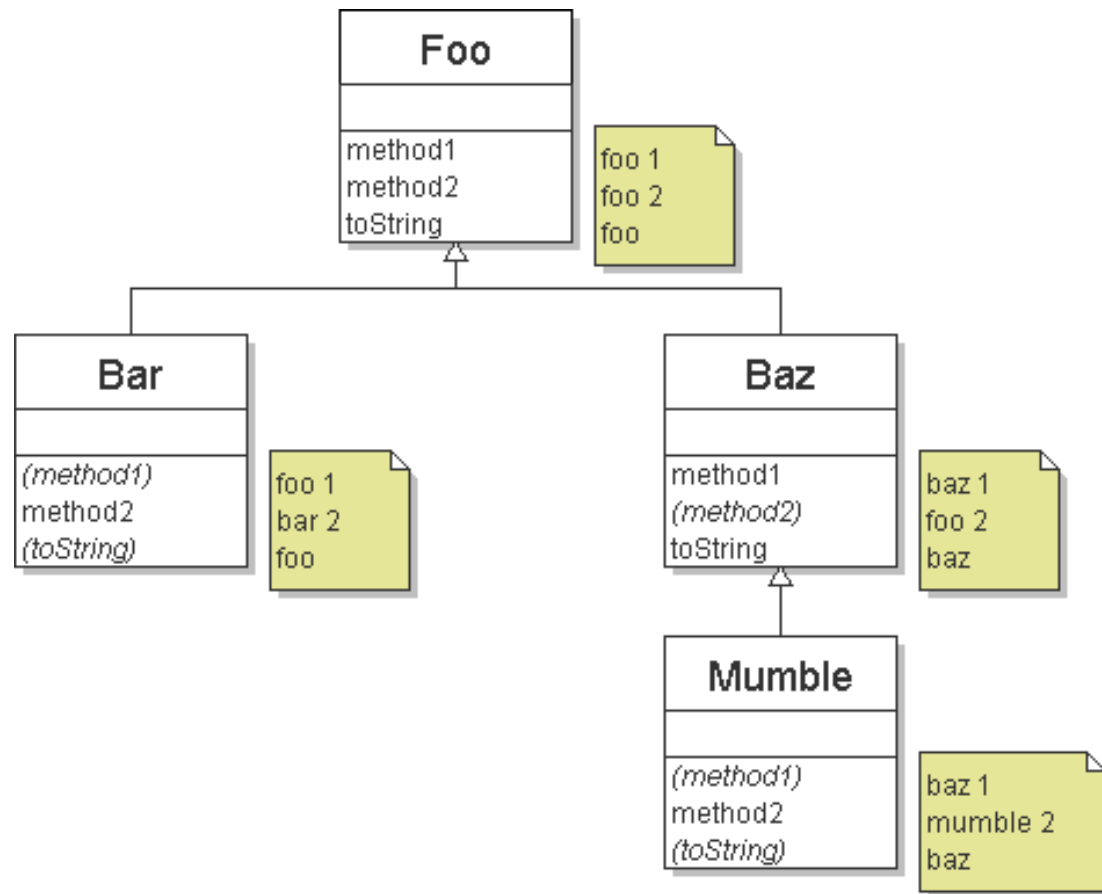 Foo
method1
method2
toString
foo 1
foo 2
foo
Bar
(method1)
method2
(toString)
foo 1
bar 2
foo
Baz
method1
(method2)
toString
baz 1
foo 2
baz
Mumble
(method1)
method2
(toString)
baz 1
mumble 2
baz